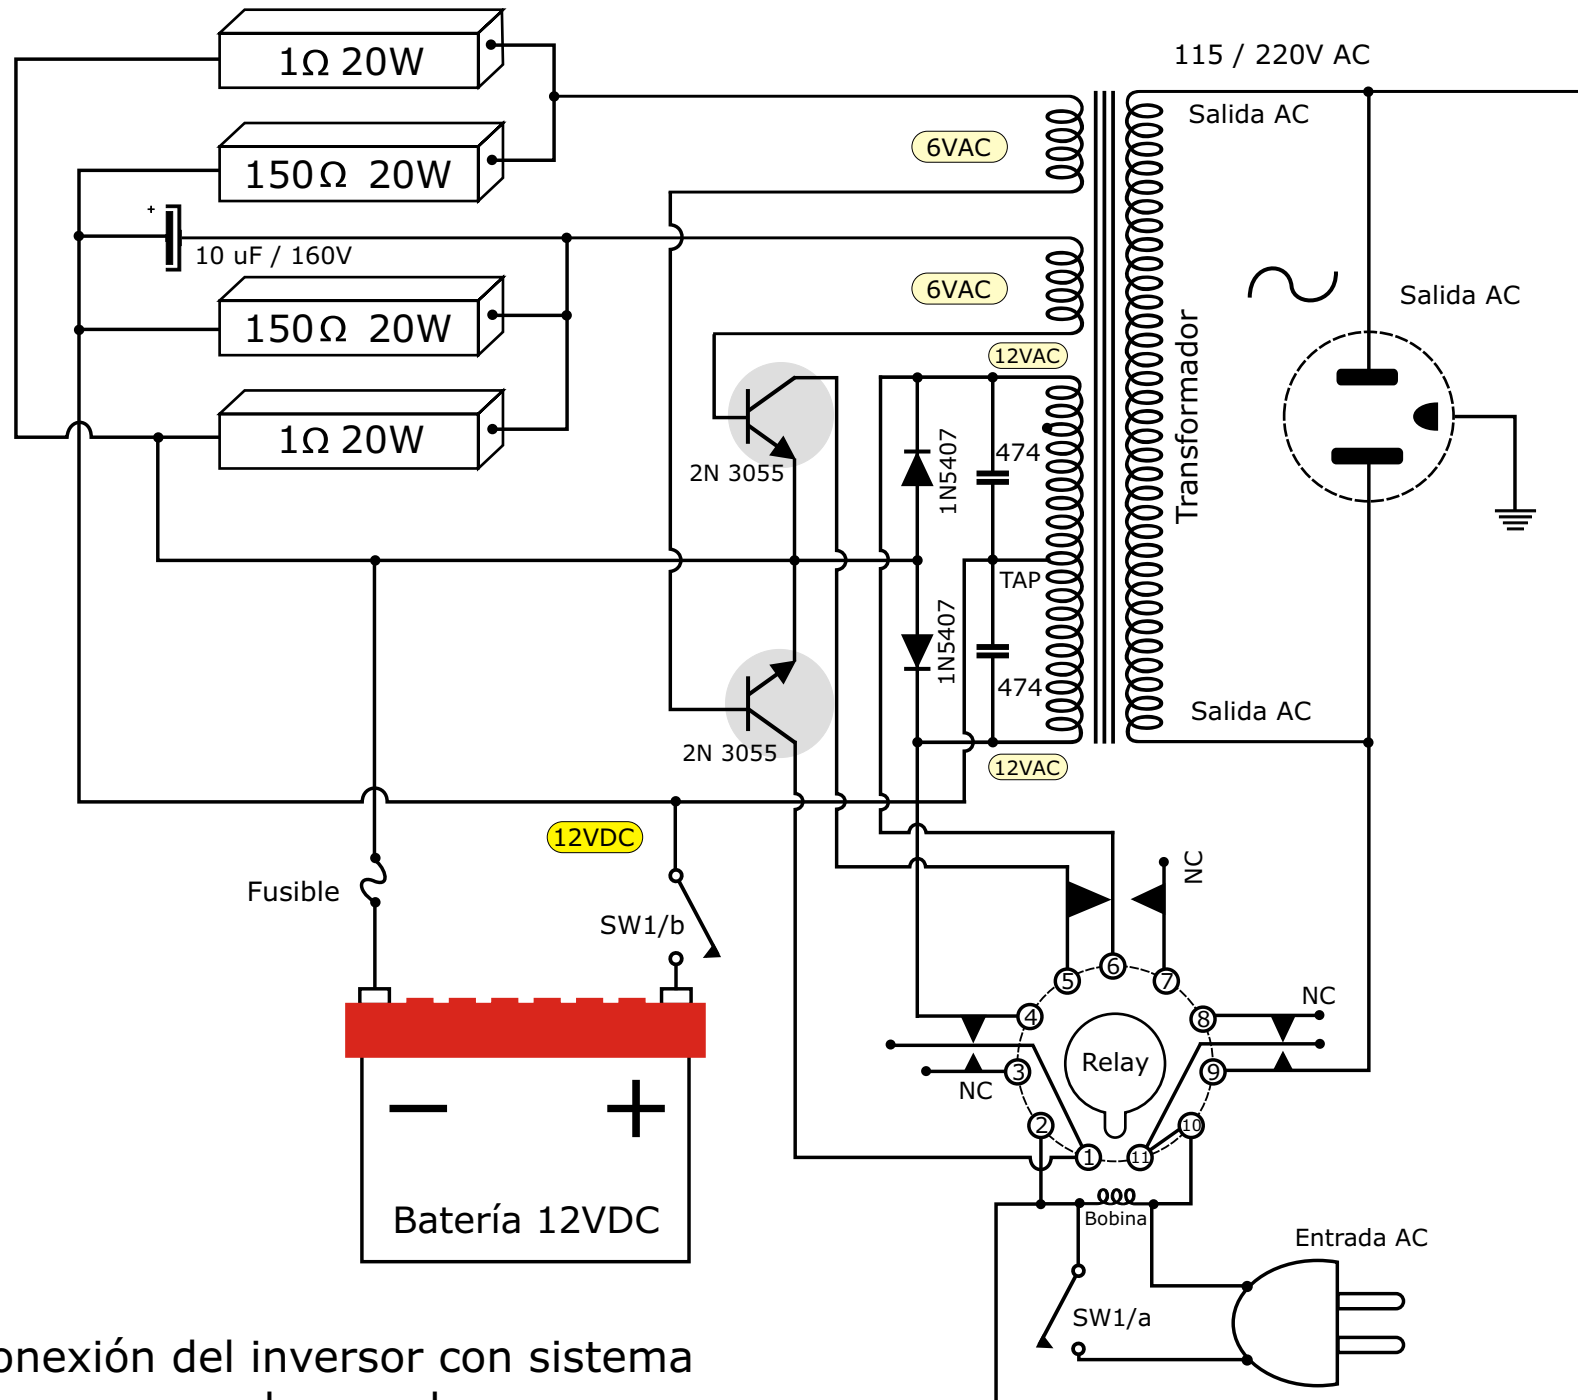 1Ω 20W
150Ω 20W
+
10 uF / 160V
150Ω 20W
1Ω 20W
6VAC
6VAC
12VAC
115 / 220V AC
Salida AC
Transformador
Salida AC
2N 3055
1N5407
474
TAP
1N5407
474
2N 3055
12VAC
Salida AC
12VDC
Fusible
SW1/b
NC
5
6
7
4
8
NC
Relay
3
NC
9
2
10
1
11
Bobina
Batería 12VDC
Entrada AC
SW1/a
onexión del inversor con sistema